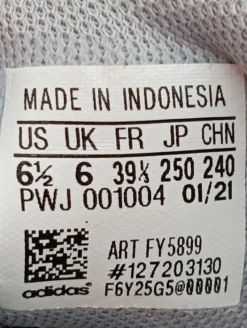 MADE IN INDONESIA
US UK FR JP CHN
6½ 6 39⅓ 250 240
PWJ 001004 01/21
ART FY5899
#127203130
adidas F6Y25G5@00001